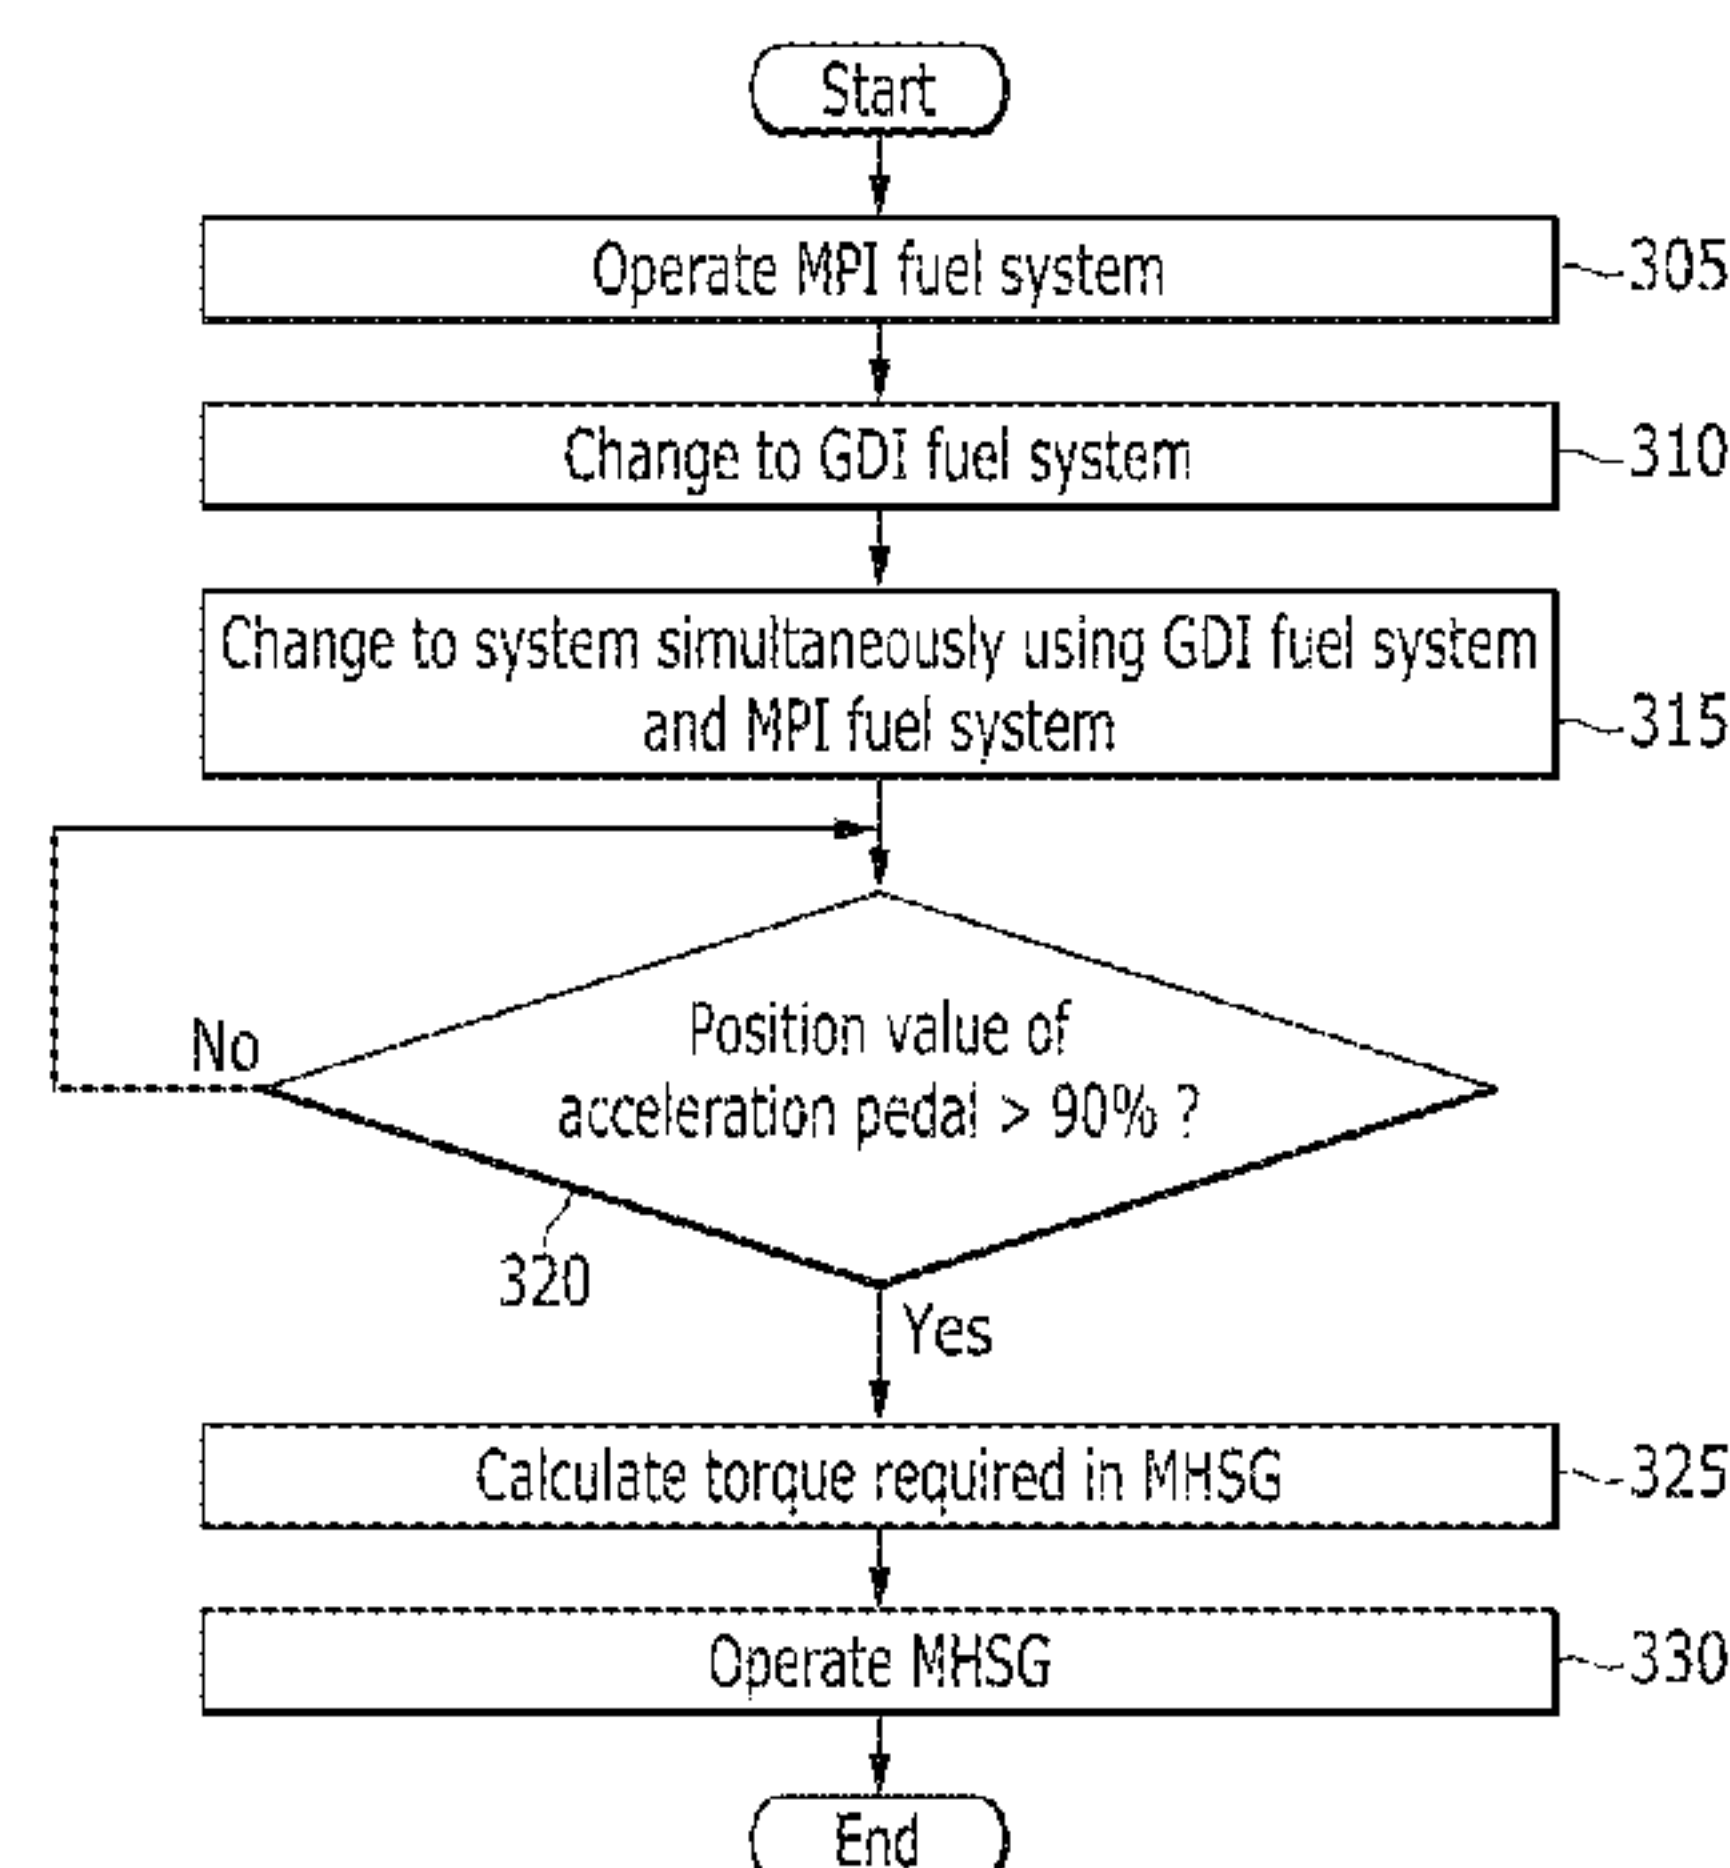 Start
Operate MPI fuel system
305
Change to GDI fuel system
310
Change to system simultaneously using GDI fuel system
and MPI fuel system
315
No
Position value of
acceleration pedal > 90% ?
320
Yes
Calculate torque required in MHSG
325
Operate MHSG
330
End